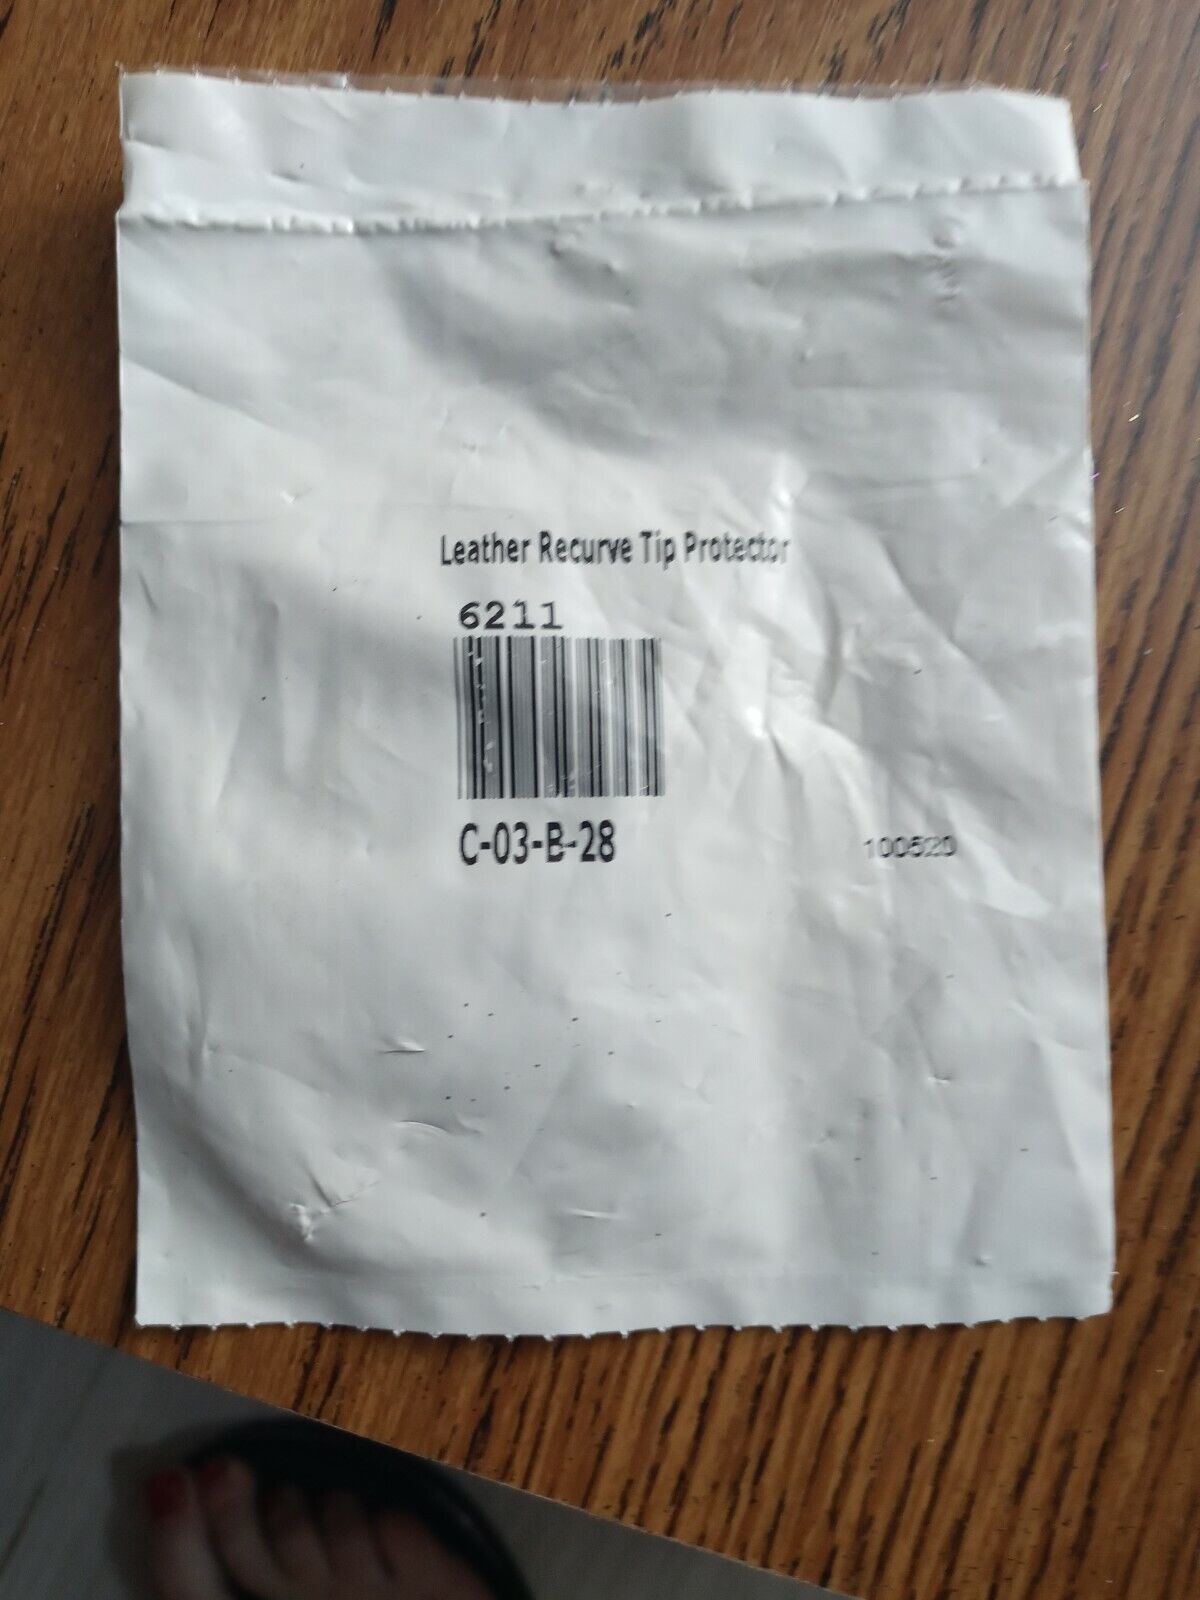 Leather Recurve Tip Protector
6211
C-03-B-28
100520